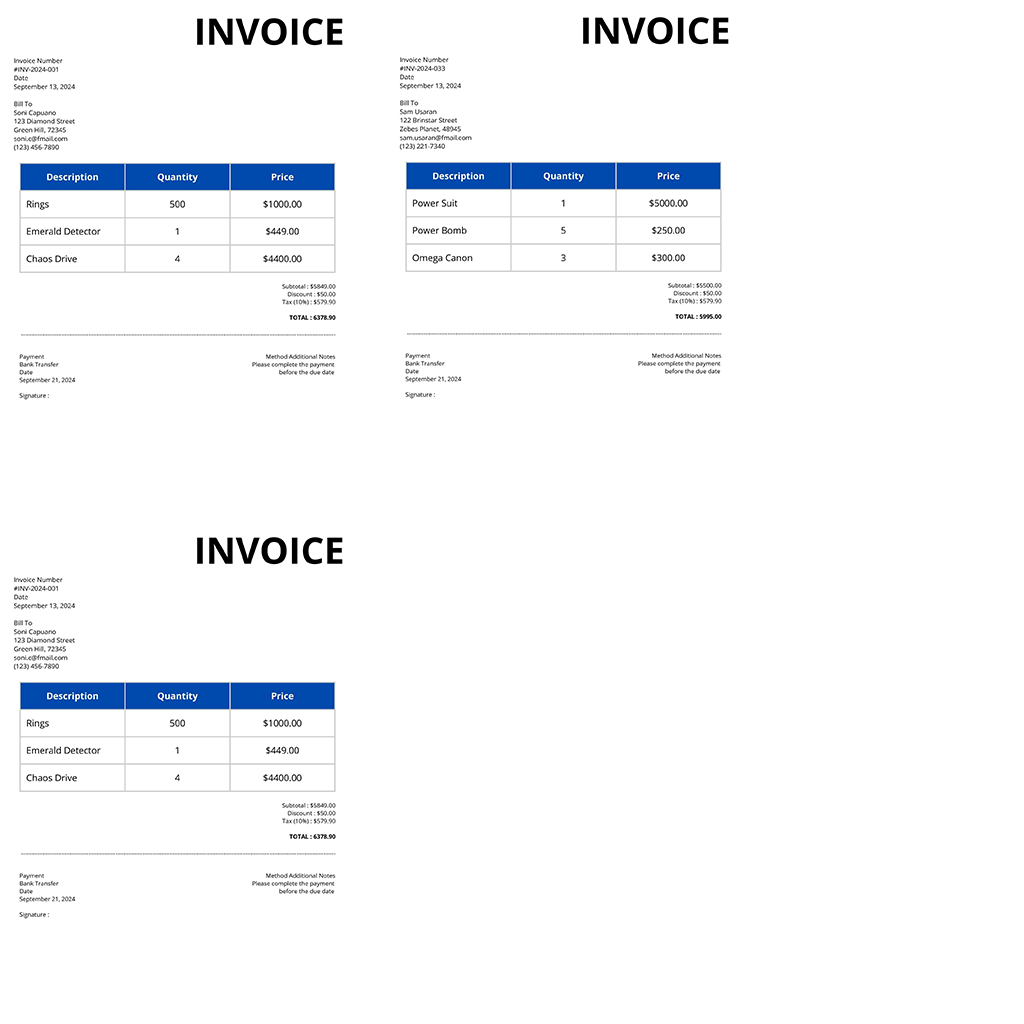 INVOICE
Invoice Number
#INV-2024-001
Date
September 13, 2024
Bill To
Soni Capuano
123 Diamond Street
Green Hill, 72345
soni.c@fmail.com
(123) 456-7890
Description Quantity Price
Rings 500 $1000.00
Emerald Detector 1 $449.00
Chaos Drive 4 $4400.00
Subtotal : $5849.00
Discount : $50.00
Tax (10%) : $579.90
TOTAL : 6378.90
Payment
Bank Transfer
Date
September 21, 2024
Method Additional Notes
Please complete the payment
before the due date
Signature :
INVOICE
Invoice Number
#INV-2024-033
Date
September 13, 2024
Bill To
Sam Usaran
122 Brinstar Street
Zebes Planet, 48945
sam.usaran@fmail.com
(123) 221-7340
Description Quantity Price
Power Suit 1 $5000.00
Power Bomb 5 $250.00
Omega Canon 3 $300.00
Subtotal : $5500.00
Discount : $50.00
Tax (10%) : $579.90
TOTAL : 5995.00
Payment
Bank Transfer
Date
September 21, 2024
Method Additional Notes
Please complete the payment
before the due date
Signature :
INVOICE
Invoice Number
#INV-2024-001
Date
September 13, 2024
Bill To
Soni Capuano
123 Diamond Street
Green Hill, 72345
soni.c@fmail.com
(123) 456-7890
Description Quantity Price
Rings 500 $1000.00
Emerald Detector 1 $449.00
Chaos Drive 4 $4400.00
Subtotal : $5849.00
Discount : $50.00
Tax (10%) : $579.90
TOTAL : 6378.90
Payment
Bank Transfer
Date
September 21, 2024
Method Additional Notes
Please complete the payment
before the due date
Signature :